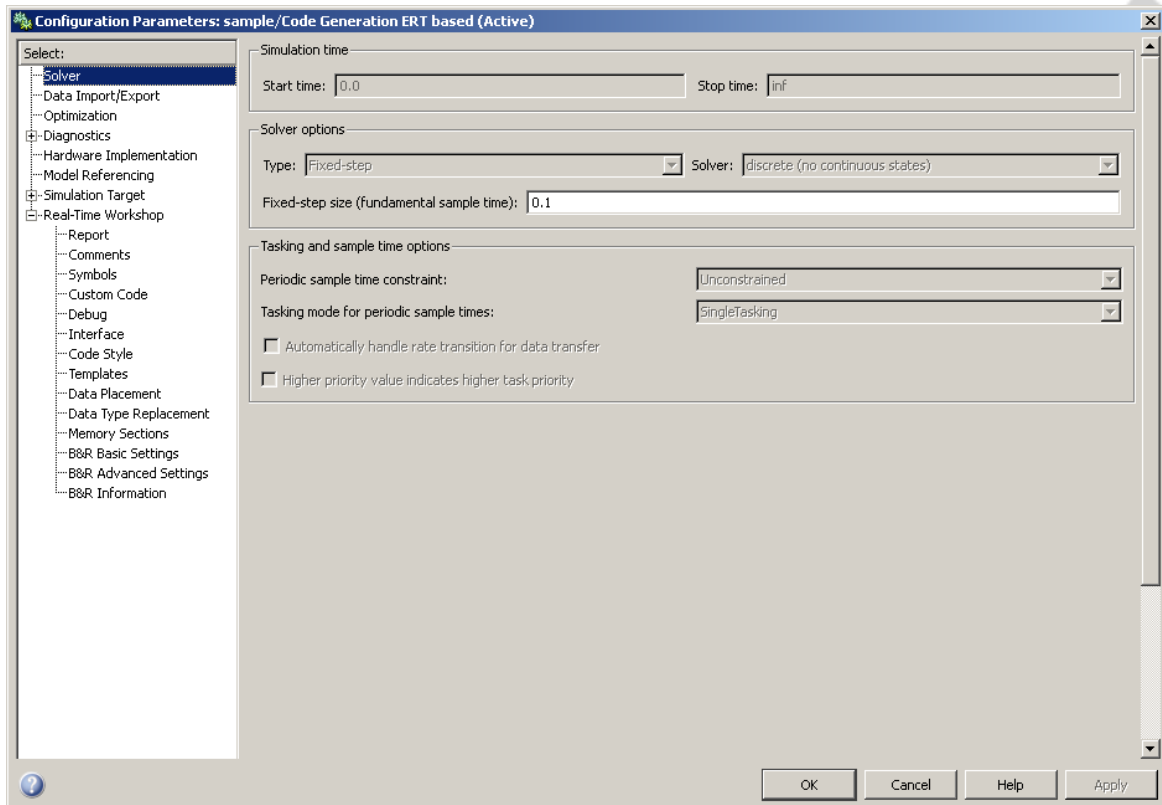 Configuration Parameters: sample/Code Generation ERT based (Active)
Select:
Solver
Data Import/Export
Optimization
Diagnostics
Hardware Implementation
Model Referencing
Simulation Target
Real-Time Workshop
Report
Comments
Symbols
Custom Code
Debug
Interface
Code Style
Templates
Data Placement
Data Type Replacement
Memory Sections
B&R Basic Settings
B&R Advanced Settings
B&R Information
Simulation time
Start time: 0.0 Stop time: inf
Solver options
Type: Fixed-step Solver: discrete (no continuous states)
Fixed-step size (fundamental sample time): 0.1
Tasking and sample time options
Periodic sample time constraint: Unconstrained
Tasking mode for periodic sample times: SingleTasking
Automatically handle rate transition for data transfer
Higher priority value indicates higher task priority
OK Cancel Help Apply